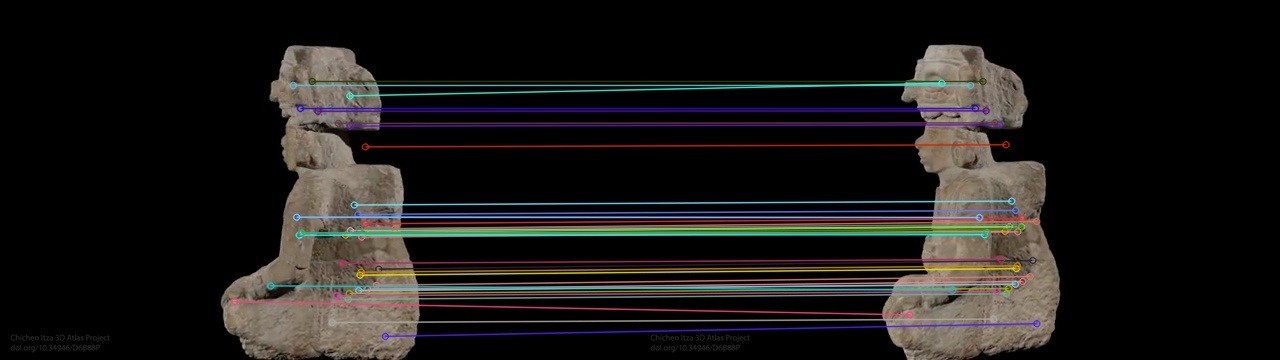 Chichen Itza 3D Atlas Project
doi.org/10.34946/D6B88P
Chichen Itza 3D Atlas Project
doi.org/10.34946/D6B88P